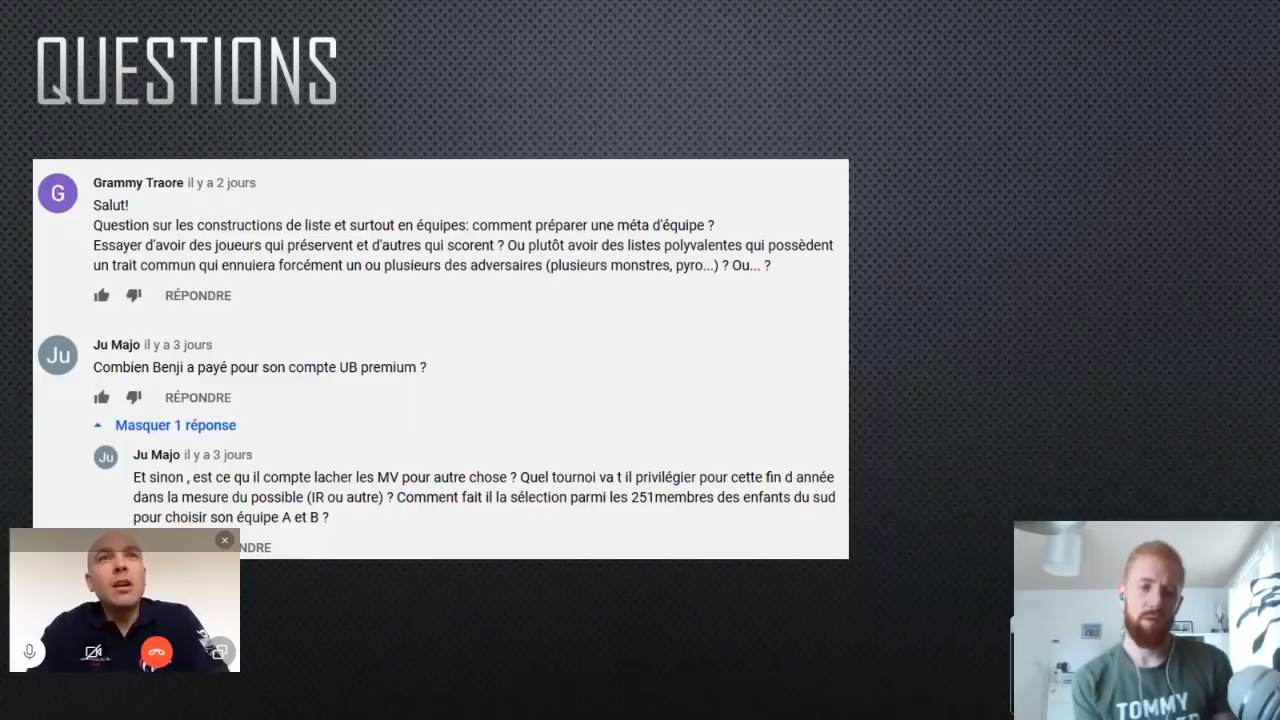 QUESTIONS
G
Grammy Traore il y a 2 jours
Salut!
Question sur les constructions de liste et surtout en équipes: comment préparer une méta d'équipe ?
Essayer d'avoir des joueurs qui préservent et d'autres qui scorent ? Ou plutôt avoir des listes polyvalentes qui possèdent
un trait commun qui ennuiera forcément un ou plusieurs des adversaires (plusieurs monstres, pyro...) ? Ou... ?
RÉPONDRE
Ju
Ju Majo il y a 3 jours
Combien Benji a payé pour son compte UB premium ?
RÉPONDRE
Masquer 1 réponse
Ju
Ju Majo il y a 3 jours
Et sinon , est ce qu il compte lacher les MV pour autre chose ? Quel tournoi va t il privilégier pour cette fin d année
dans la mesure du possible (IR ou autre) ? Comment fait il la sélection parmi les 251membres des enfants du sud
pour choisir son équipe A et B ?
NDRE
TOMMY